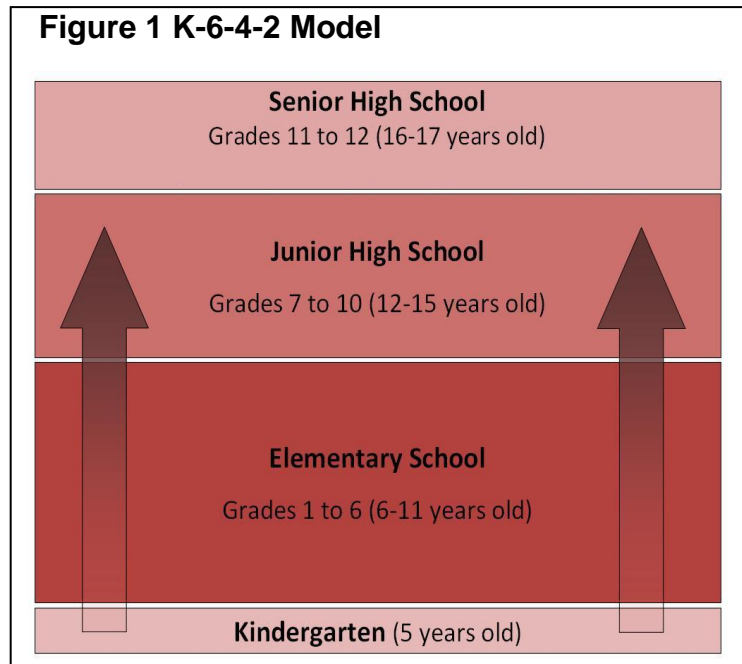 Figure 1 K-6-4-2 Model
Senior High School
Grades 11 to 12 (16-17 years old)
Junior High School
Grades 7 to 10 (12-15 years old)
Elementary School
Grades 1 to 6 (6-11 years old)
Kindergarten (5 years old)